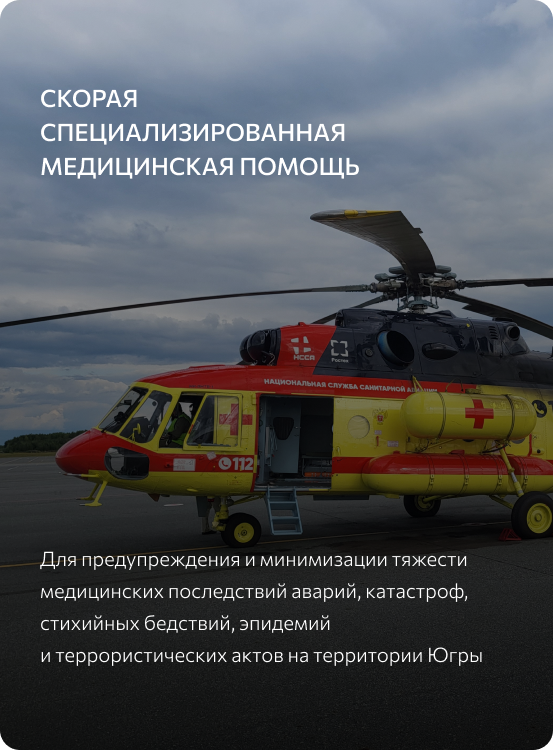 СКОРАЯ
СПЕЦИАЛИЗИРОВАННАЯ
МЕДИЦИНСКАЯ ПОМОЩЬ
НССА
Ростех
НАЦИОНАЛЬНАЯ СЛУЖБА САНИТАРНОЙ АВИАЦИИ
112
Для предупреждения и минимизации тяжести
медицинских последствий аварий, катастроф,
стихийных бедствий, эпидемий
и террористических актов на территории Югры